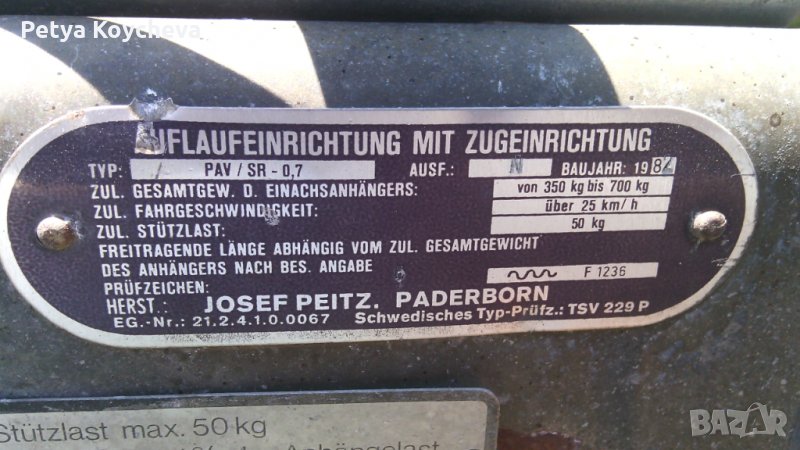 Petya Koycheva
AUFLAUFEINRICHTUNG MIT ZUGEINRICHTUNG
TYP: PAV / SR - 0,7 AUSF.: N BAUJAHR: 1984
ZUL. GESAMTGEW. D. EINACHSANHÄNGERS: von 350 kg bis 700 kg
ZUL. FAHRGESCHWINDIGKEIT: über 25 km/h
ZUL. STÜTZLAST: 50 kg
FREITRAGENDE LÄNGE ABHÄNGIG VOM ZUL. GESAMTGEWICHT
DES ANHÄNGERS NACH BES. ANGABE
PRÜFZEICHEN: F 1236
HERST.: JOSEF PEITZ. PADERBORN
EG.-Nr.: 21.2.4.1.0.0067 Schwedisches Typ-Prüfz.: TSV 229 P
Stützlast max. 50 kg
Anhängelast
BAZAR